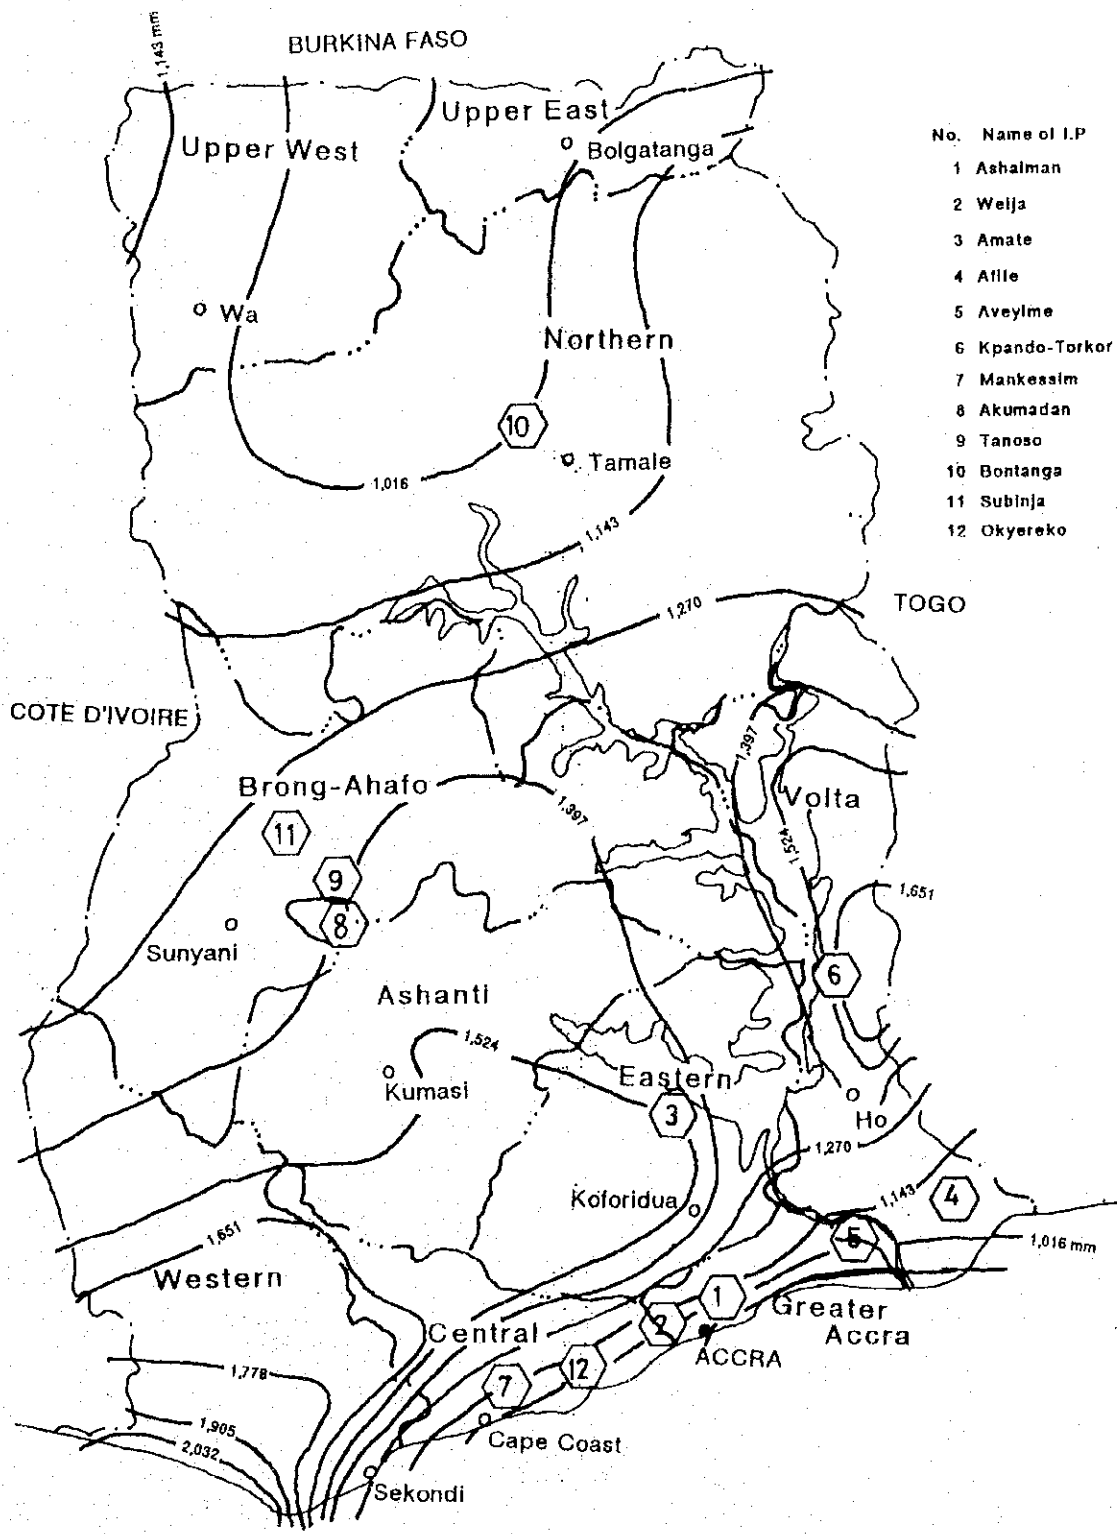 1,143 mm
BURKINA FASO
Upper East
Upper West
Bolgatanga
No. Name of I.P
1 Ashaiman
2 Weija
3 Amate
4 Afife
5 Aveyime
6 Kpando-Torkor
7 Mankessim
8 Akumadan
9 Tanoso
10 Bontanga
11 Subinja
12 Okyereko
Wa
Northern
10
Tamale
1,016
1,143
1,270
TOGO
COTE D'IVOIRE
1,397
Brong-Ahafo
Volta
1,397
11
1,524
9
1,651
8
Sunyani
6
Ashanti
1,524
Kumasi
Eastern
3
Ho
1,270
Koforidua
1,143
4
5
1,016 mm
1,651
Western
1
Greater
Accra
2
Central
ACCRA
12
7
1,778
1,905
Cape Coast
2,032
Sekondi